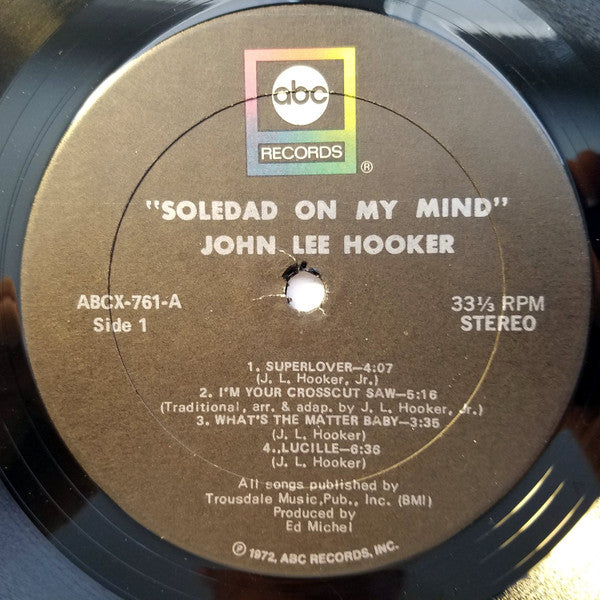 abc
RECORDS ®
"SOLEDAD ON MY MIND"
JOHN LEE HOOKER
ABCX-761-A
Side 1
33⅓ RPM
STEREO
1. SUPERLOVER—4:07
(J. L. Hooker, Jr.)
2. I'M YOUR CROSSCUT SAW—5:16
(Traditional, arr. & adap. by J. L. Hooker, Jr.)
3. WHAT'S THE MATTER BABY—3:35
(J. L. Hooker)
4..LUCILLE—6:36
(J. L. Hooker)
All songs published by
Trousdale Music,Pub., Inc. (BMI)
Produced by
Ed Michel
℗ 1972, ABC RECORDS, INC.